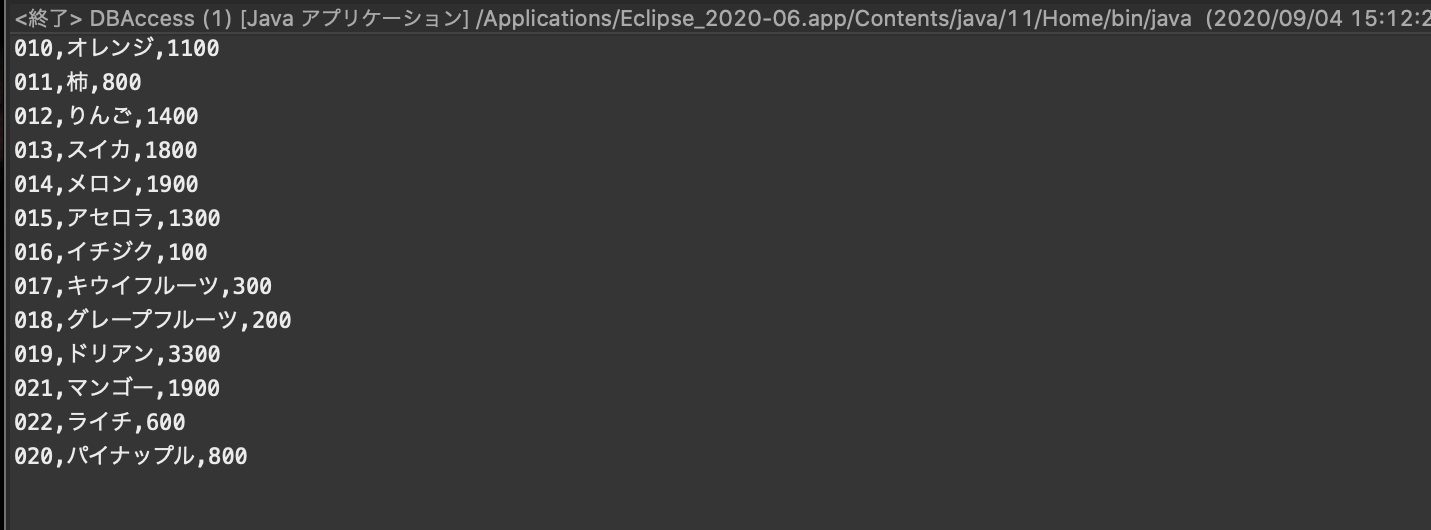 <終了> DBAccess (1) [Java アプリケーション] /Applications/Eclipse_2020-06.app/Contents/java/11/Home/bin/java (2020/09/04 15:12:2
010,オレンジ,1100
011,柿,800
012,りんご,1400
013,スイカ,1800
014,メロン,1900
015,アセロラ,1300
016,イチジク,100
017,キウイフルーツ,300
018,グレープフルーツ,200
019,ドリアン,3300
021,マンゴー,1900
022,ライチ,600
020,パイナップル,800